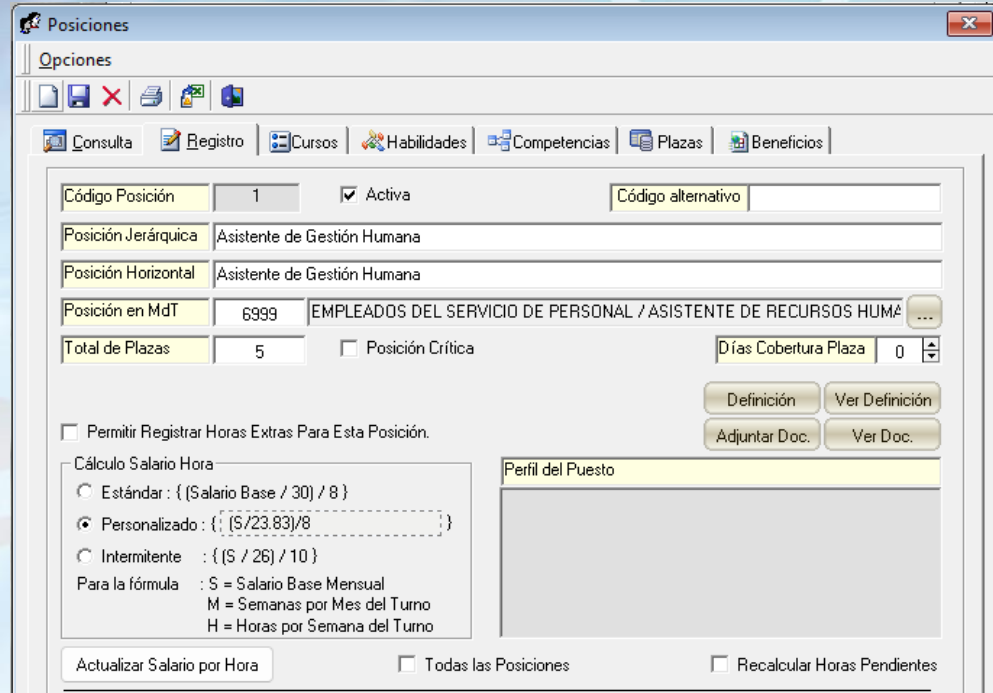 Posiciones
Opciones
Consulta Registro Cursos Habilidades Competencias Plazas Beneficios
Código Posición 1 Activa Código alternativo
Posición Jerárquica Asistente de Gestión Humana
Posición Horizontal Asistente de Gestión Humana
Posición en MdT 6999 EMPLEADOS DEL SERVICIO DE PERSONAL / ASISTENTE DE RECURSOS HUMA ...
Total de Plazas 5 Posición Crítica Días Cobertura Plaza 0
Definición Ver Definición
Permitir Registrar Horas Extras Para Esta Posición. Adjuntar Doc. Ver Doc.
Cálculo Salario Hora Perfil del Puesto
Estándar : { (Salario Base / 30) / 8 }
Personalizado : { (S/23.83)/8 }
Intermitente : { (S / 26) / 10 }
Para la fórmula : S = Salario Base Mensual
M = Semanas por Mes del Turno
H = Horas por Semana del Turno
Actualizar Salario por Hora Todas las Posiciones Recalcular Horas Pendientes